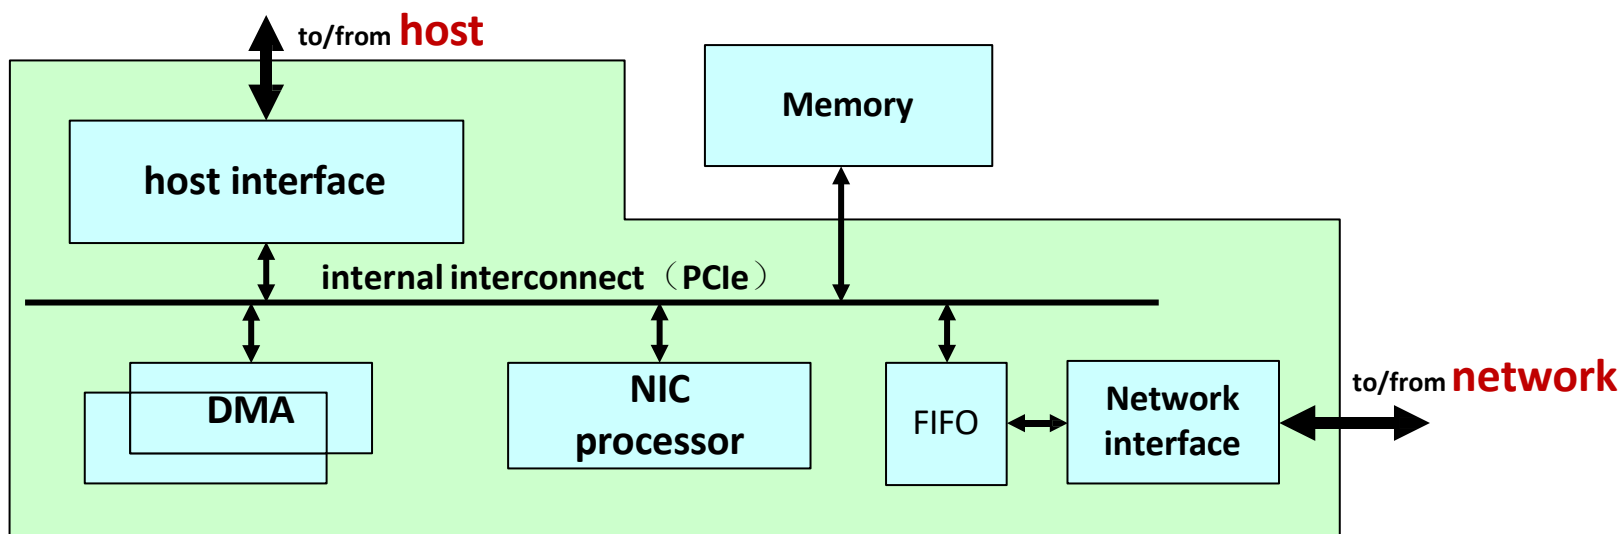 to/from host
Memory
host interface
internal interconnect（PCIe）
DMA
NIC
processor
FIFO
Network
interface
to/from network